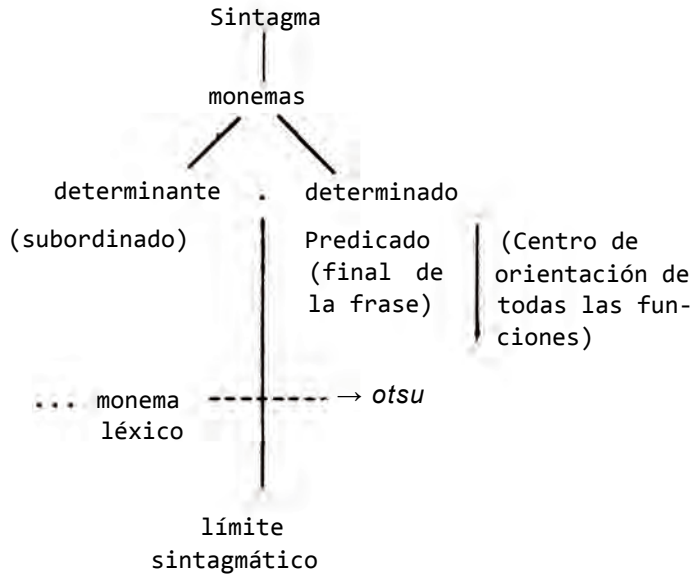 Sintagma
monemas
determinante . determinado
(subordinado)
Predicado
(final de
la frase)
(Centro de
orientación de
todas las fun-
ciones)
... monema
léxico
→ otsu
límite
sintagmático